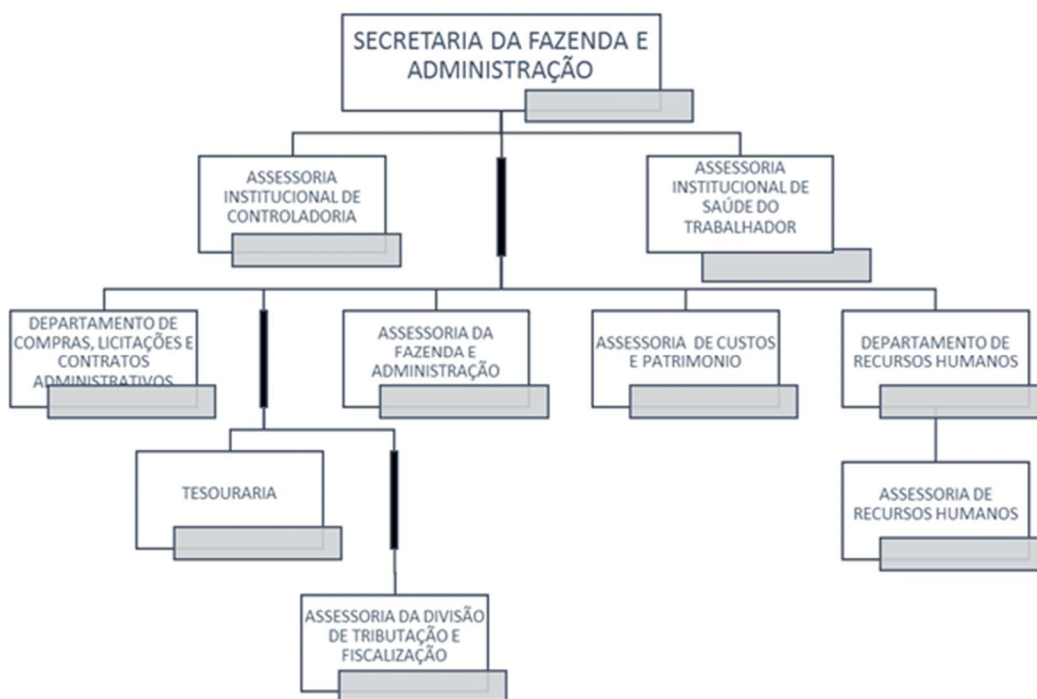 SECRETARIA DA FAZENDA E
ADMINISTRAÇÃO
ASSESSORIA
INSTITUCIONAL DE
CONTROLADORIA
ASSESSORIA
INSTITUCIONAL DE
SAÚDE DO
TRABALHADOR
DEPARTAMENTO DE
COMPRAS, LICITAÇÕES E
CONTRATOS
ADMINISTRATIVOS
ASSESSORIA DA
FAZENDA E
ADMINISTRAÇÃO
ASSESSORIA DE CUSTOS
E PATRIMONIO
DEPARTAMENTO DE
RECURSOS HUMANOS
TESOURARIA
ASSESSORIA DE
RECURSOS HUMANOS
ASSESSORIA DA DIVISÃO
DE TRIBUTAÇÃO E
FISCALIZAÇÃO